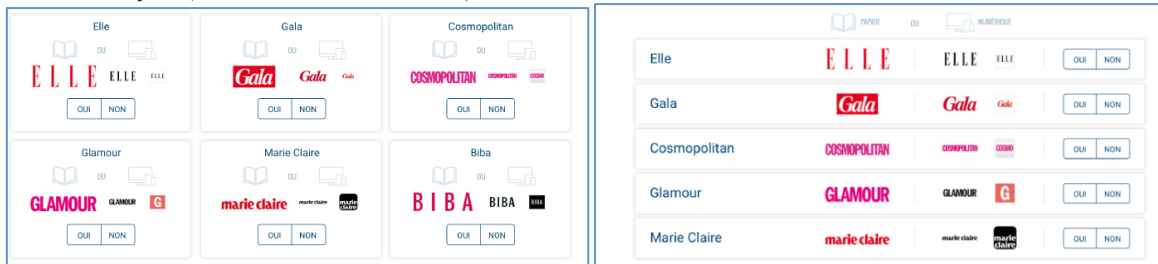 Elle
OU
ELLE ELLE ELLE
OUI NON
Gala
OU
Gala Gala Gala
OUI NON
Cosmopolitan
OU
COSMOPOLITAN COSMOPOLITAN COSMO
OUI NON
Glamour
OU
GLAMOUR GLAMOUR G
OUI NON
Marie Claire
OU
marie claire marie claire marie claire
OUI NON
Biba
OU
BIBA BIBA BIBA
OUI NON
PAPIER OU NUMÉRIQUE
Elle ELLE ELLE ELLE OUI NON
Gala Gala Gala Gala OUI NON
Cosmopolitan COSMOPOLITAN COSMOPOLITAN COSMO OUI NON
Glamour GLAMOUR GLAMOUR G OUI NON
Marie Claire marie claire marie claire marie claire OUI NON